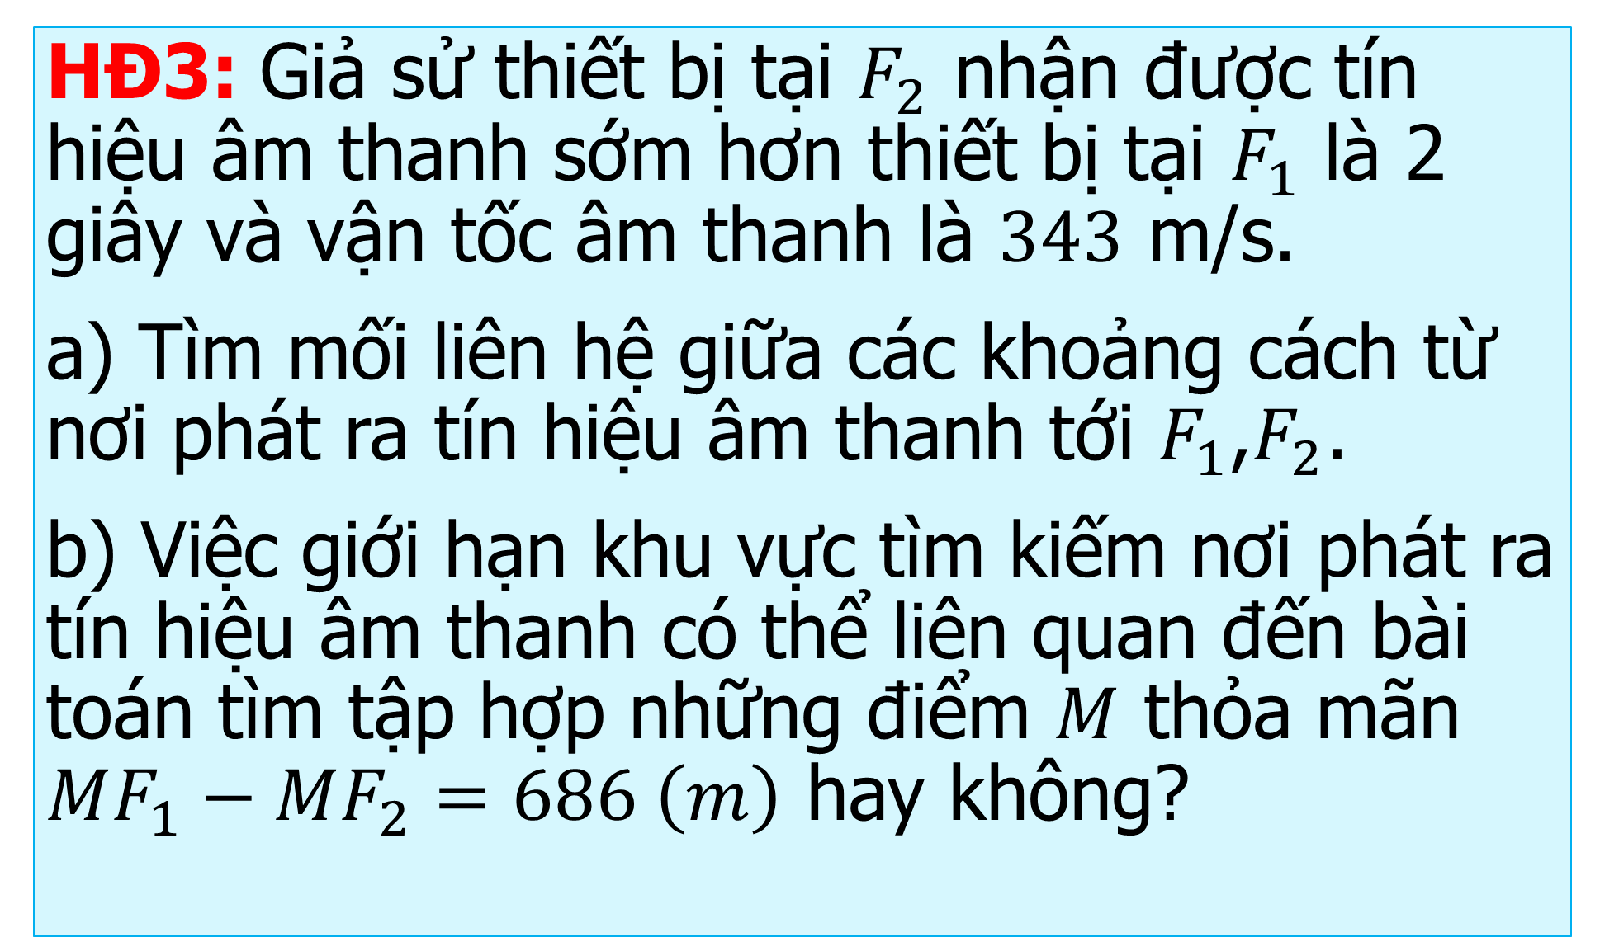 HĐ3: Giả sử thiết bị tại F₂ nhận được tín
hiệu âm thanh sớm hơn thiết bị tại F₁ là 2
giây và vận tốc âm thanh là 343 m/s.
a) Tìm mối liên hệ giữa các khoảng cách từ
nơi phát ra tín hiệu âm thanh tới F₁,F₂.
b) Việc giới hạn khu vực tìm kiếm nơi phát ra
tín hiệu âm thanh có thể liên quan đến bài
toán tìm tập hợp những điểm M thỏa mãn
MF₁ − MF₂ = 686 (m) hay không?